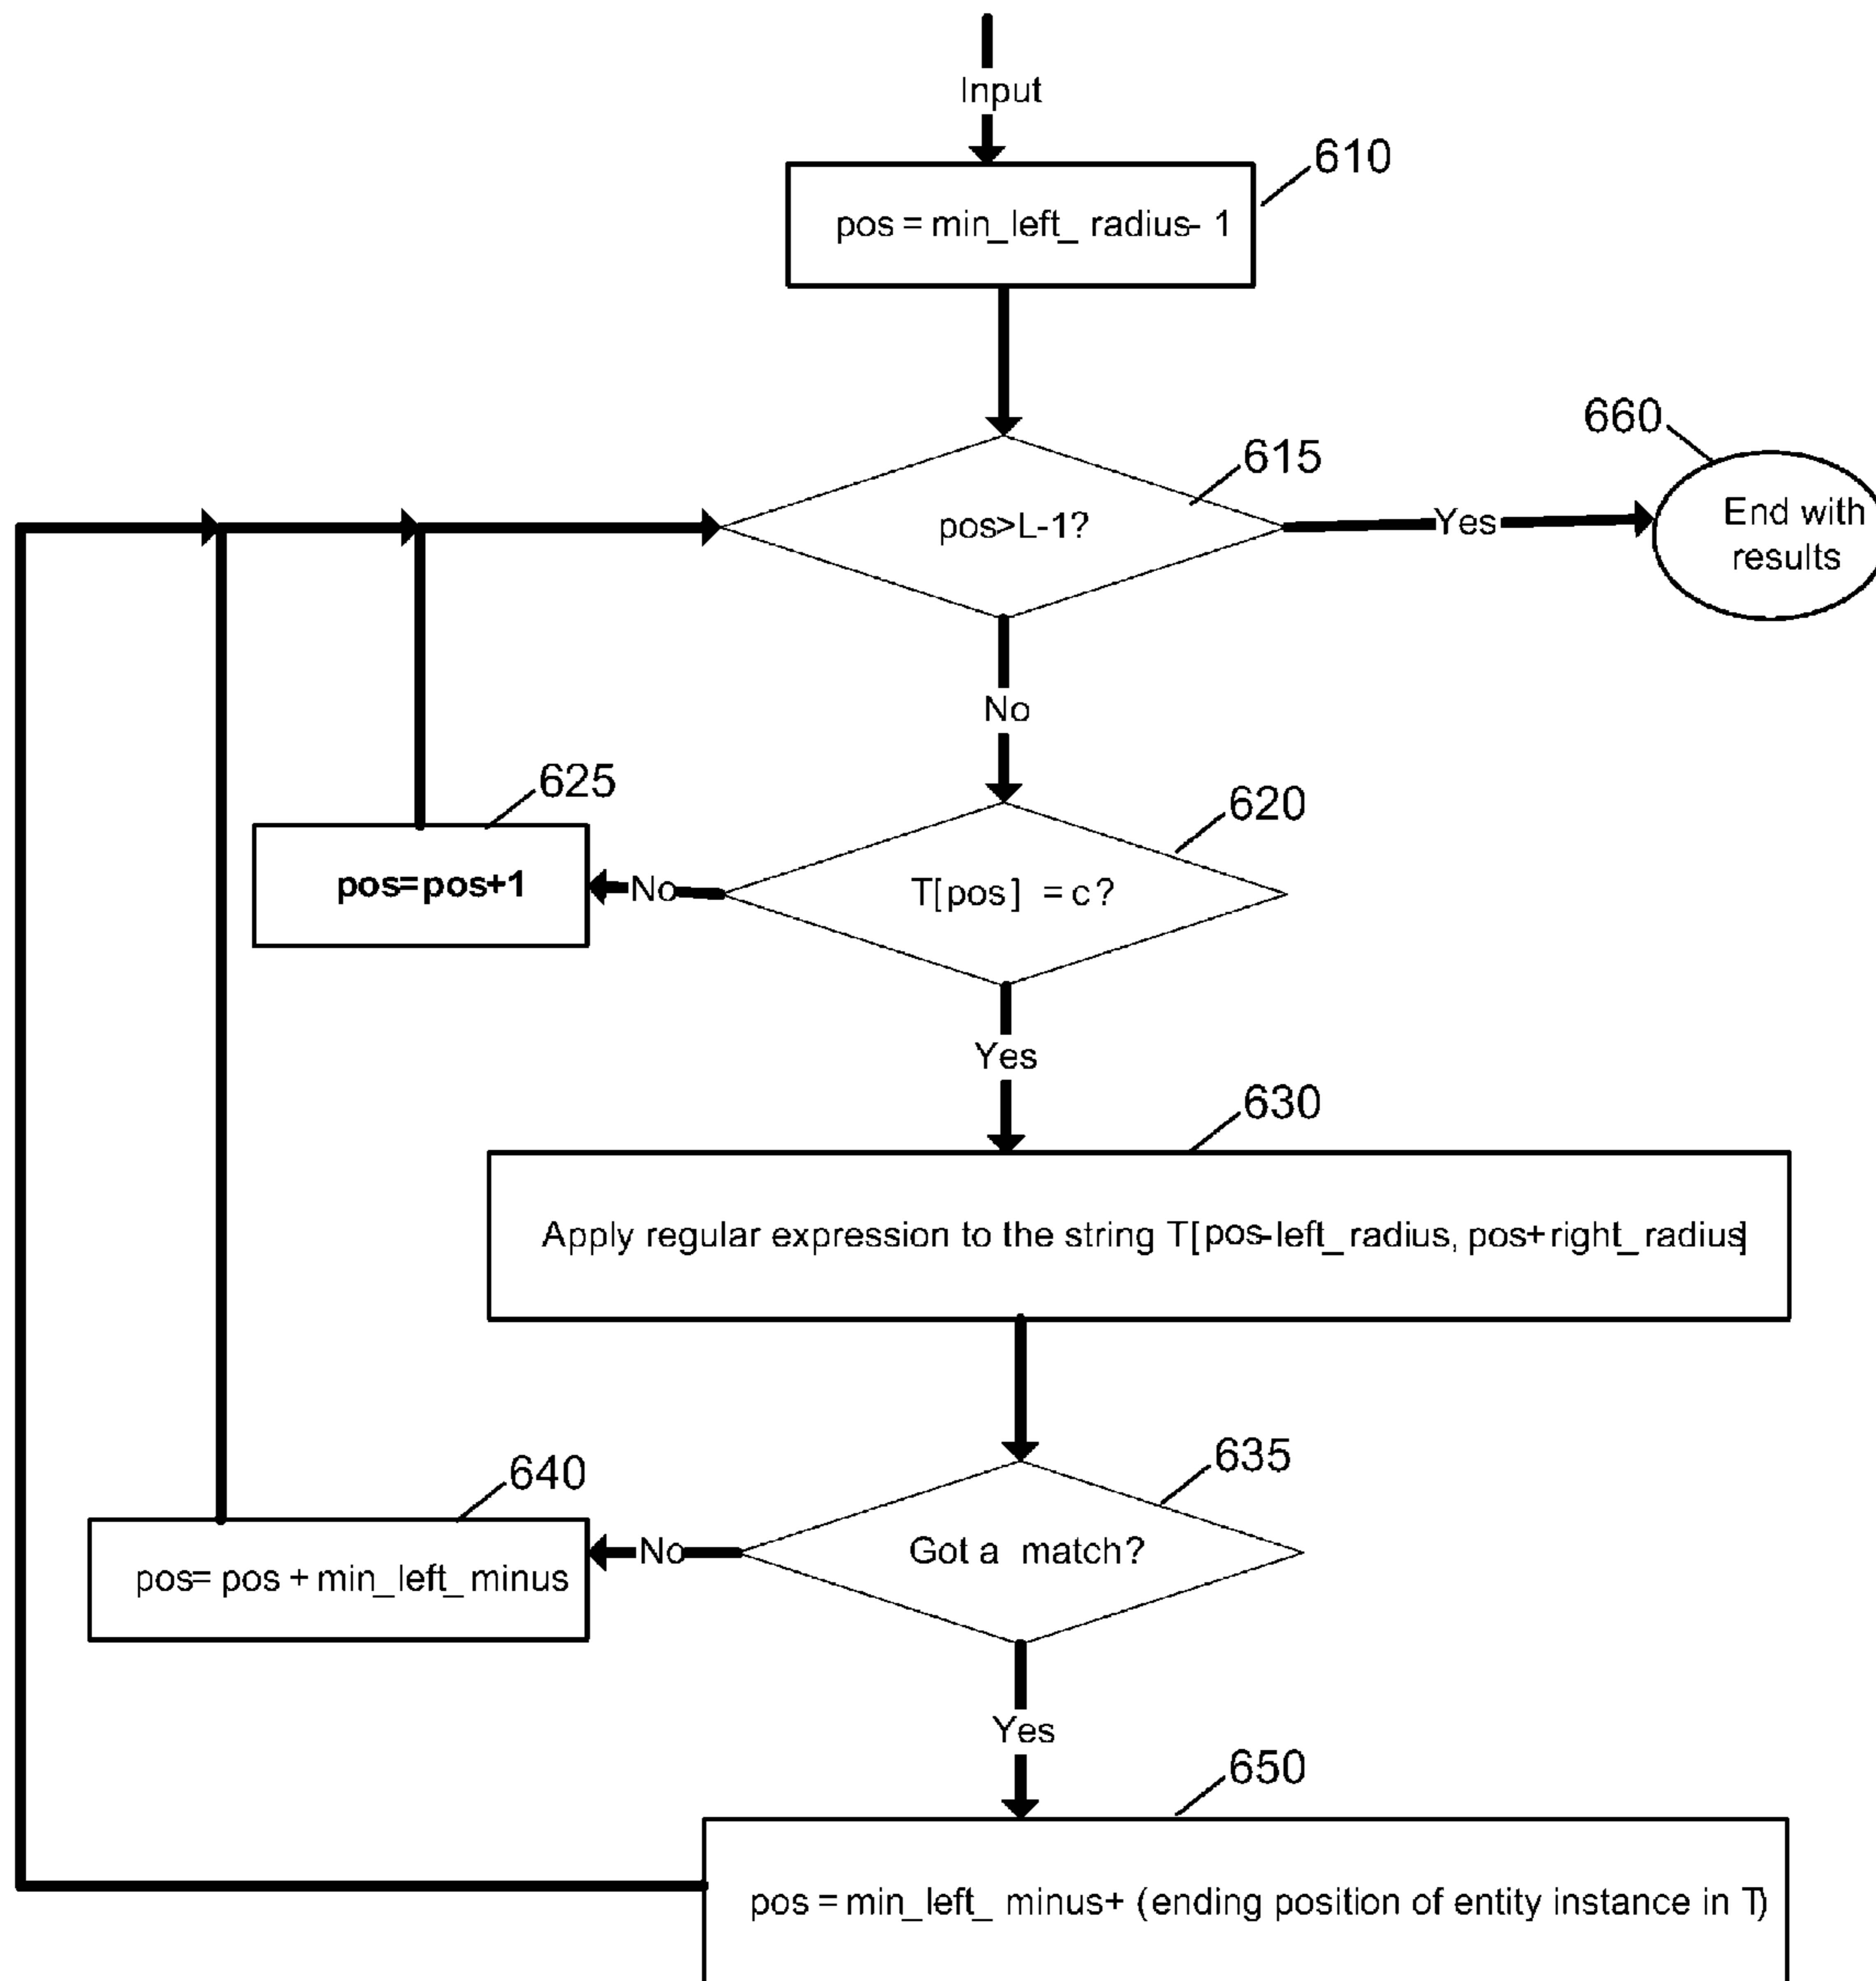 Input
610
pos = min_left_ radius- 1
615
pos>L-1?
Yes
660
End with
results
No
625
pos=pos+1
No
620
T[pos] = c?
Yes
630
Apply regular expression to the string T[pos-left_radius, pos+right_radius]
635
Got a match?
No
640
pos= pos + min_left_minus
Yes
650
pos = min_left_ minus+ (ending position of entity instance in T)